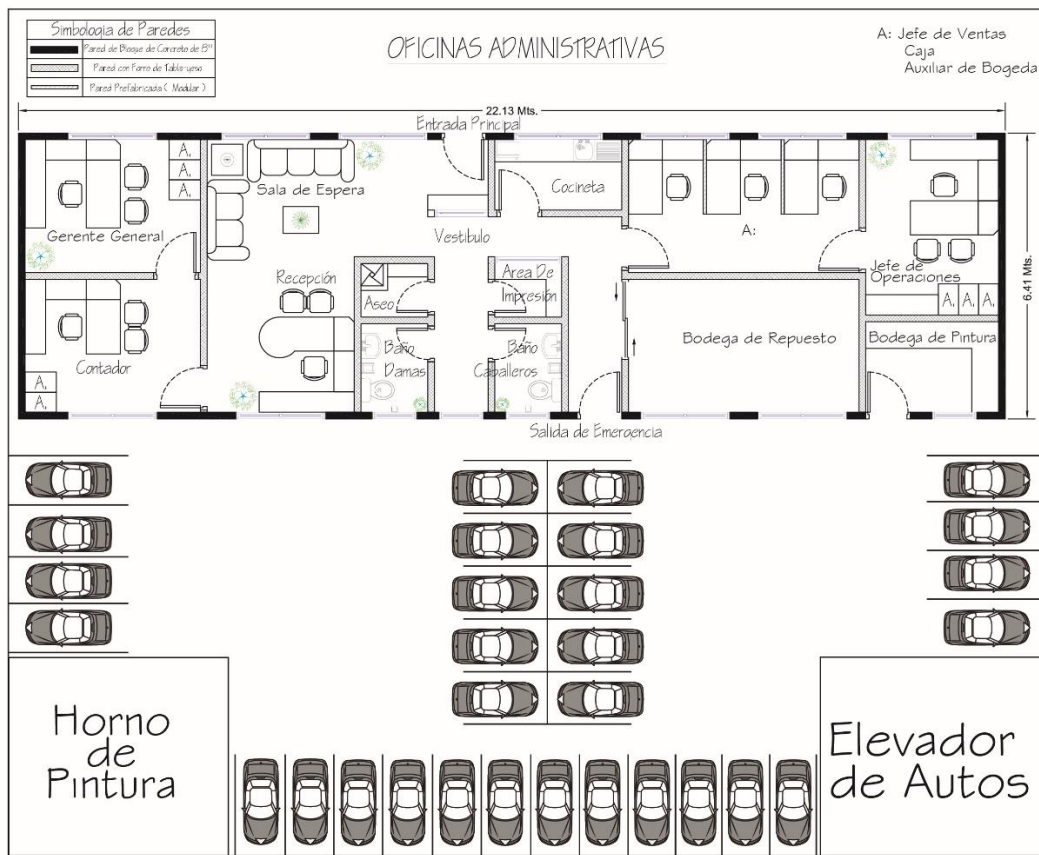 Simbología de Paredes
Pared de Bloque de Concreto de 8"
Pared con Forro de Tabla-yeso
Pared Prefabricada ( Modular )
OFICINAS ADMINISTRATIVAS
A: Jefe de Ventas
Caja
Auxiliar de Bogeda
22.13 Mts.
Entrada Principal
A.
A.
A.
Sala de Espera
Cocineta
Gerente General
Vestíbulo
A:
Jefe de
Operaciones
6.41 Mts.
Recepción
Area De
Impresión
Aseo
A. A. A.
Contador
Baño
Damas
Baño
Caballeros
Bodega de Repuesto
Bodega de Pintura
A.
A.
Salida de Emergencia
Horno
de
Pintura
Elevador
de Autos